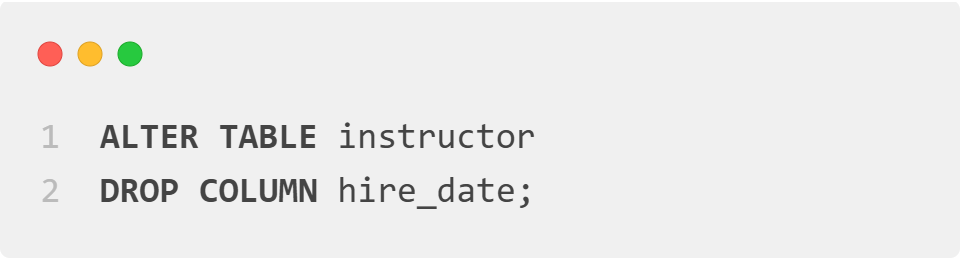 1 ALTER TABLE instructor
2 DROP COLUMN hire_date;